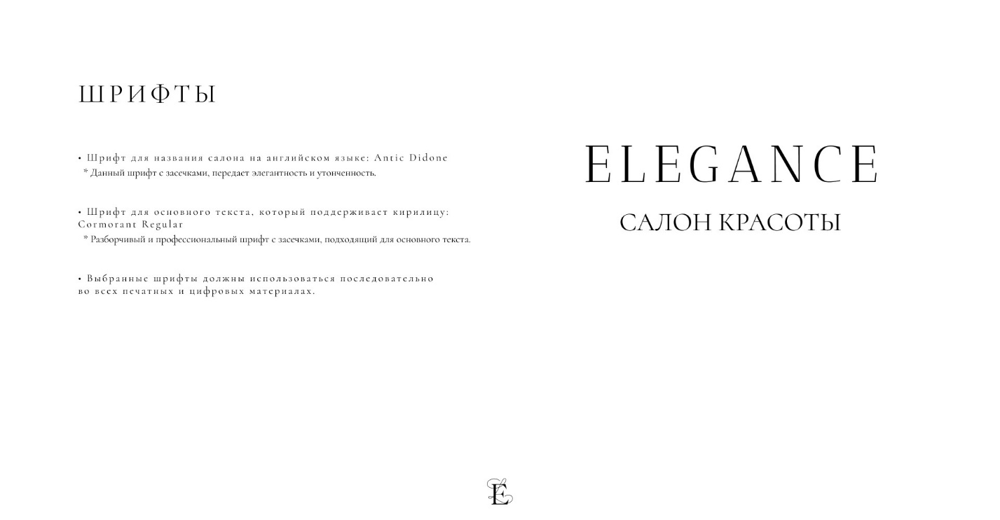 ШРИФТЫ
• Шрифт для названия салона на английском языке: Antic Didone
* Данный шрифт с засечками, передает элегантность и утонченность.
• Шрифт для основного текста, который поддерживает кирилицу:
Cormorant Regular
* Разборчивый и профессиональный шрифт с засечками, подходящий для основного текста.
• Выбранные шрифты должны использоваться последовательно
во всех печатных и цифровых материалах.
ELEGANCE
САЛОН КРАСОТЫ
E